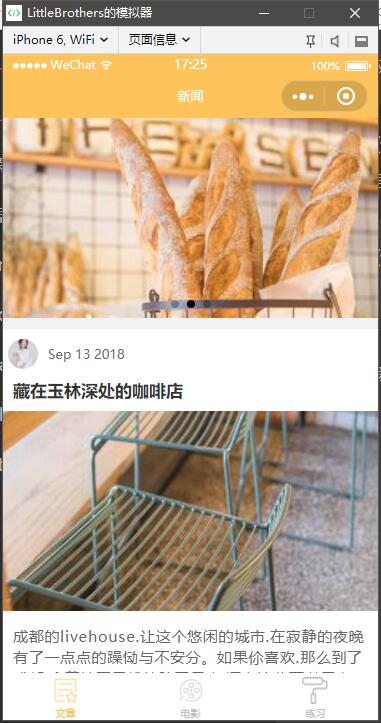 LittleBrothers的模拟器
iPhone 6, WiFi 页面信息
WeChat 17:25 100%
新闻
Sep 13 2018
藏在玉林深处的咖啡店
成都的livehouse.让这个悠闲的城市.在寂静的夜晚
有了一点点的躁恸与不安分。如果伱喜欢.那么到了
文章 电影 练习